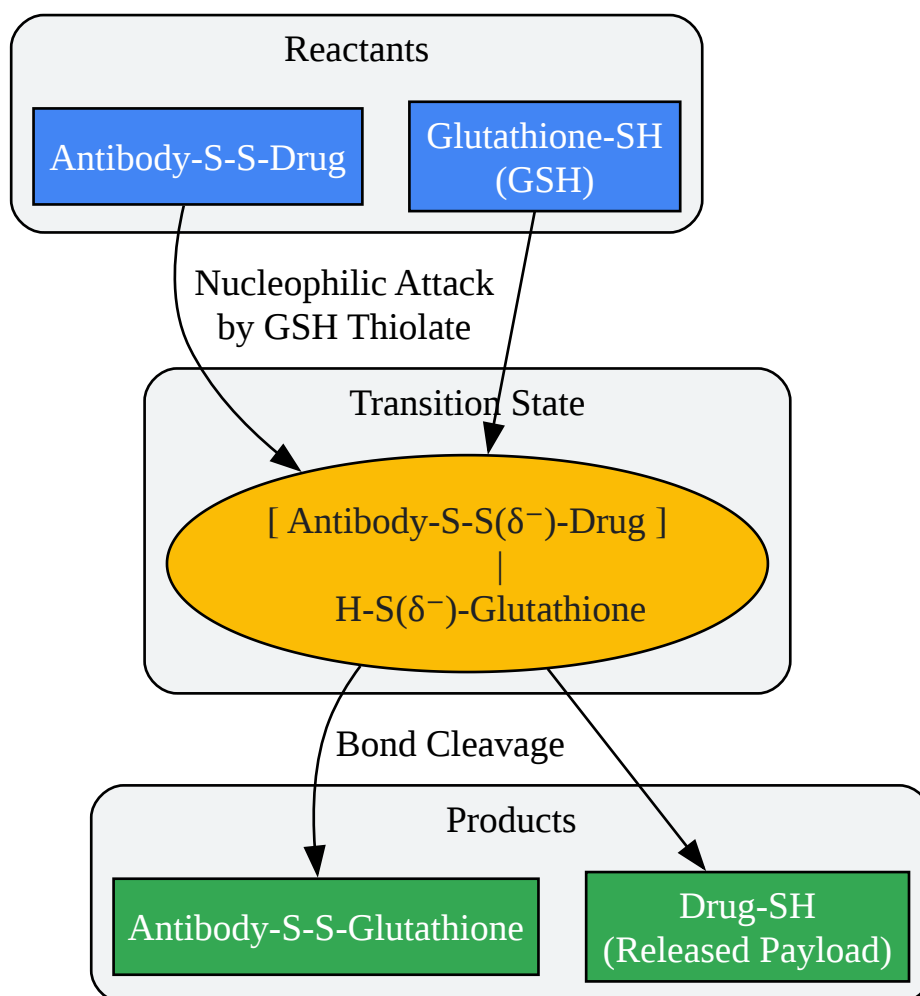 Reactants
Antibody-S-S-Drug
Glutathione-SH
(GSH)
Nucleophilic Attack
by GSH Thiolate
Transition State
[ Antibody-S-S(δ⁻)-Drug ]
|
H-S(δ⁻)-Glutathione
Bond Cleavage
Products
Antibody-S-S-Glutathione
Drug-SH
(Released Payload)